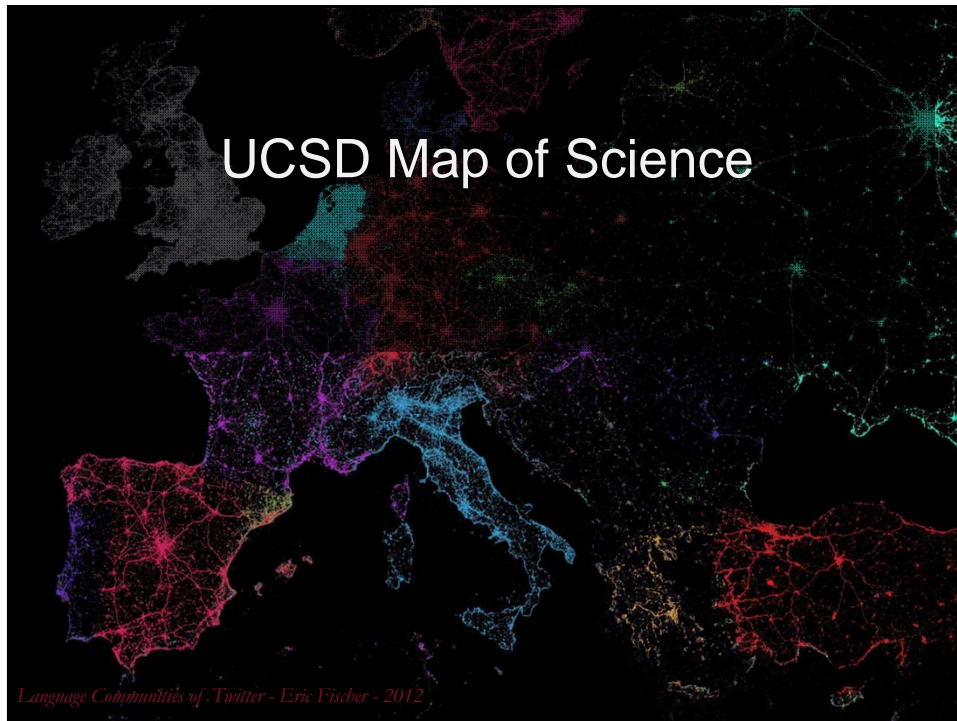 UCSD Map of Science
Language Communities of Twitter - Eric Fischer - 2012